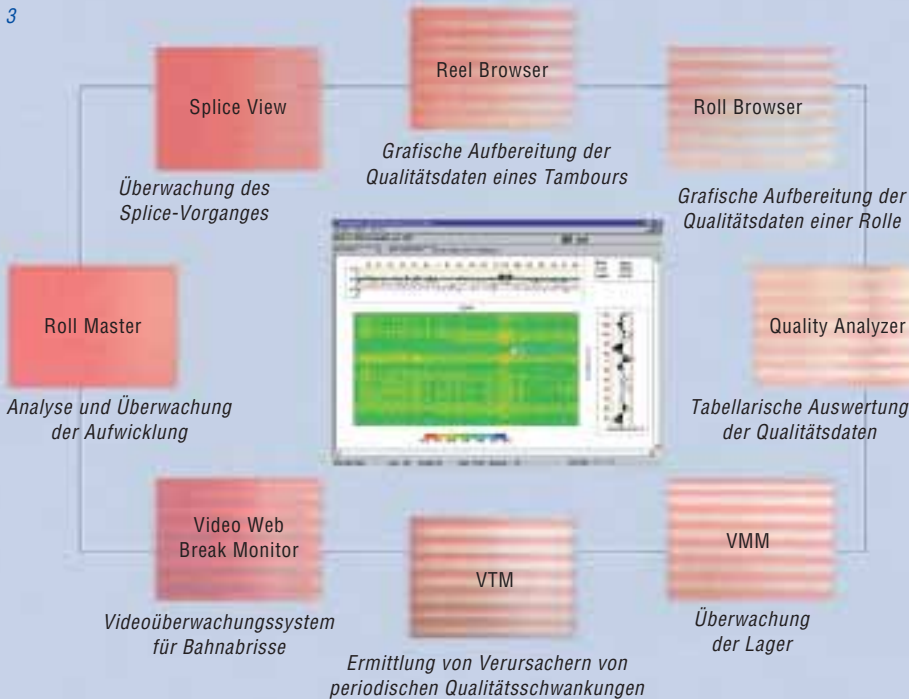 3
Splice View
Überwachung des
Splice-Vorganges
Reel Browser
Grafische Aufbereitung der
Qualitätsdaten eines Tambours
Roll Browser
Grafische Aufbereitung der
Qualitätsdaten einer Rolle
Roll Master
Analyse und Überwachung
der Aufwicklung
Quality Analyzer
Tabellarische Auswertung
der Qualitätsdaten
Video Web
Break Monitor
Videoüberwachungssystem
für Bahnabrisse
VTM
Ermittlung von Verursachern von
periodischen Qualitätsschwankungen
VMM
Überwachung
der Lager